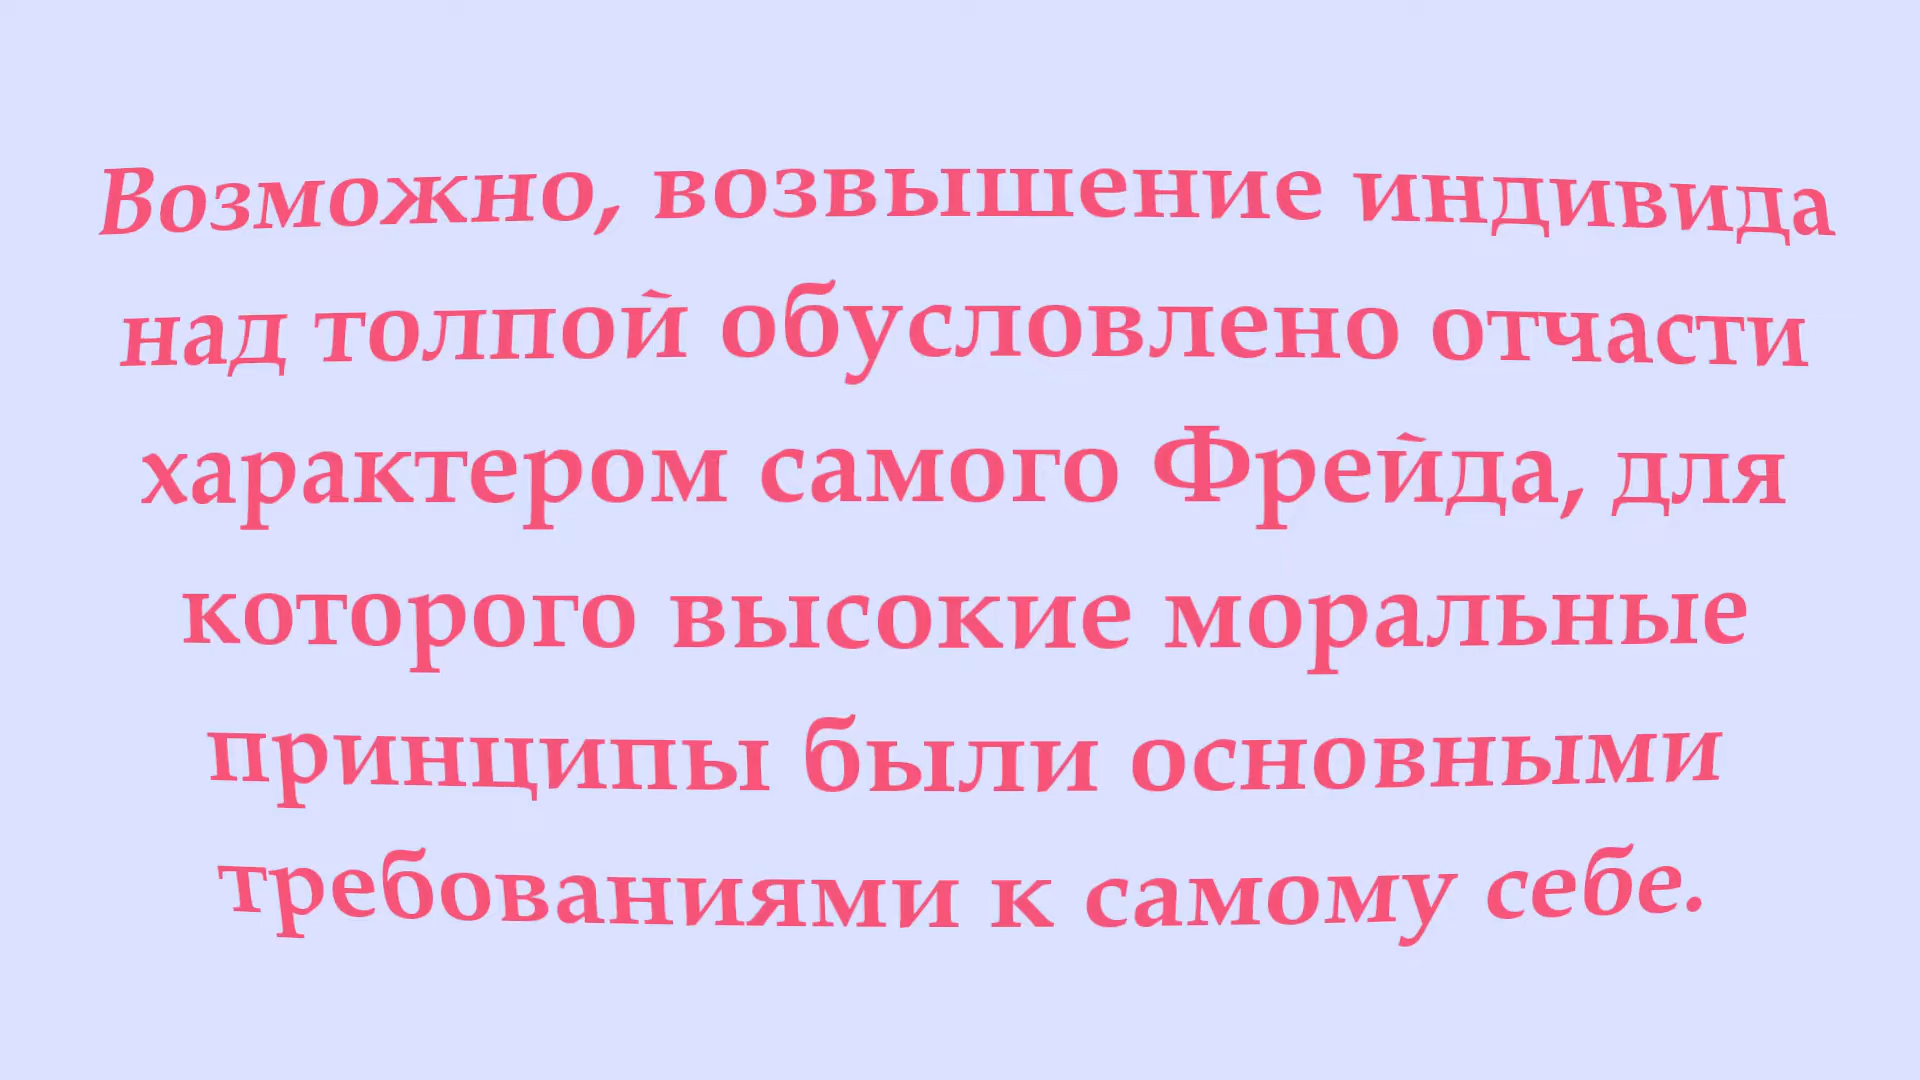 Возможно, возвышение индивида
над толпой обусловлено отчасти
характером самого Фрейда, для
которого высокие моральные
принципы были основными
требованиями к самому себе.